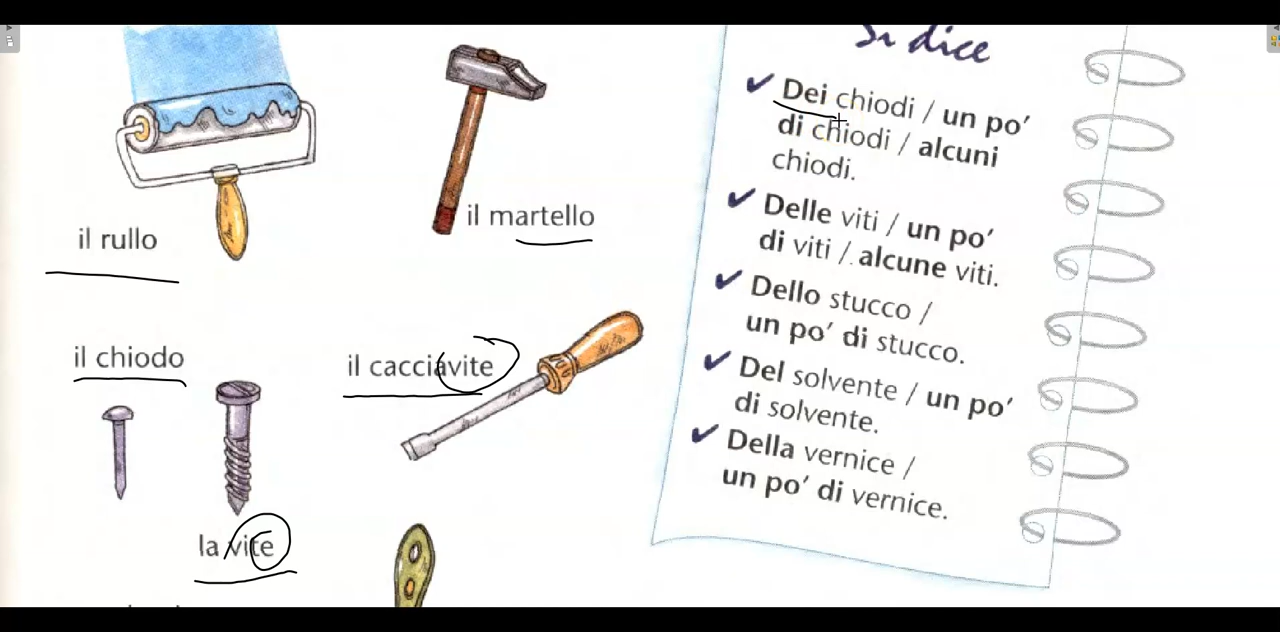 il rullo
il martello
il chiodo
il cacciavite
la vite
Si dice
✔ Dei chiodi / un po’
di chiodi / alcuni
chiodi.
✔ Delle viti / un po’
di viti / alcune viti.
✔ Dello stucco /
un po’ di stucco.
✔ Del solvente / un po’
di solvente.
✔ Della vernice /
un po’ di vernice.